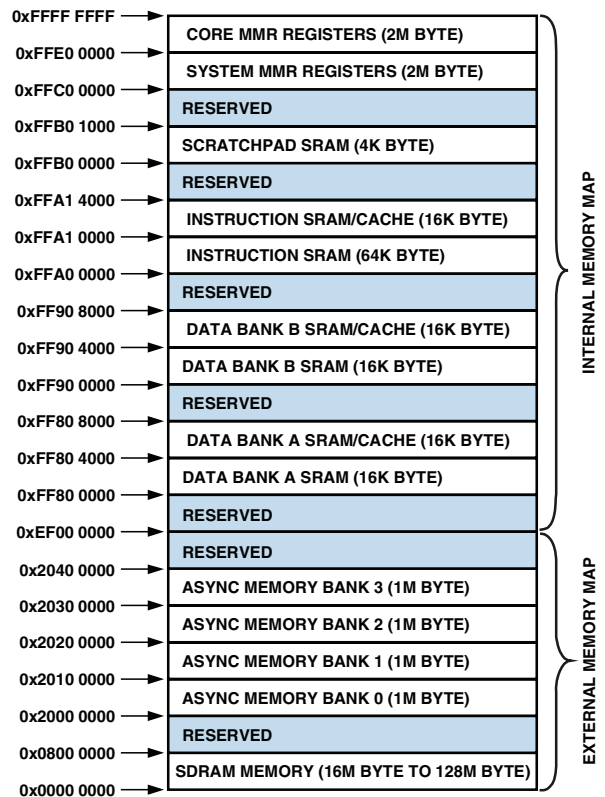 0xFFFF FFFF
CORE MMR REGISTERS (2M BYTE)
0xFFE0 0000
SYSTEM MMR REGISTERS (2M BYTE)
0xFFC0 0000
RESERVED
0xFFB0 1000
SCRATCHPAD SRAM (4K BYTE)
0xFFB0 0000
RESERVED
0xFFA1 4000
INSTRUCTION SRAM/CACHE (16K BYTE)
0xFFA1 0000
INSTRUCTION SRAM (64K BYTE)
0xFFA0 0000
RESERVED
0xFF90 8000
DATA BANK B SRAM/CACHE (16K BYTE)
0xFF90 4000
DATA BANK B SRAM (16K BYTE)
0xFF90 0000
RESERVED
0xFF80 8000
DATA BANK A SRAM/CACHE (16K BYTE)
0xFF80 4000
DATA BANK A SRAM (16K BYTE)
0xFF80 0000
RESERVED
0xEF00 0000
RESERVED
0x2040 0000
ASYNC MEMORY BANK 3 (1M BYTE)
0x2030 0000
ASYNC MEMORY BANK 2 (1M BYTE)
0x2020 0000
ASYNC MEMORY BANK 1 (1M BYTE)
0x2010 0000
ASYNC MEMORY BANK 0 (1M BYTE)
0x2000 0000
RESERVED
0x0800 0000
SDRAM MEMORY (16M BYTE TO 128M BYTE)
0x0000 0000
INTERNAL MEMORY MAP
EXTERNAL MEMORY MAP